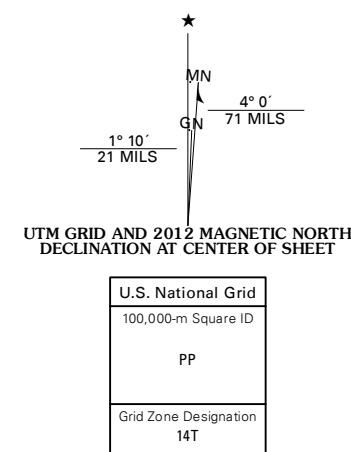 ★
MN
GN
4° 0´
71 MILS
1° 10´
21 MILS
UTM GRID AND 2012 MAGNETIC NORTH
DECLINATION AT CENTER OF SHEET
U.S. National Grid
100,000-m Square ID
PP
Grid Zone Designation
14T